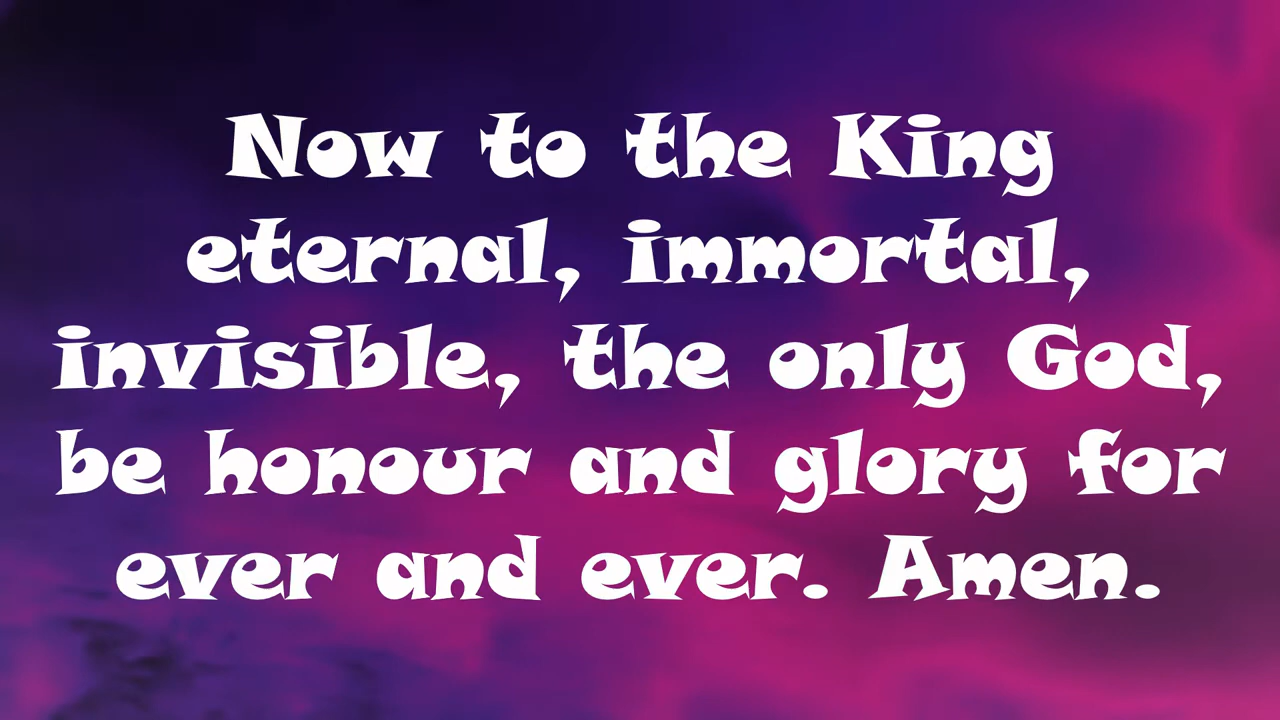 Now to the King
eternal, immortal,
invisible, the only God,
be honour and glory for
ever and ever. Amen.